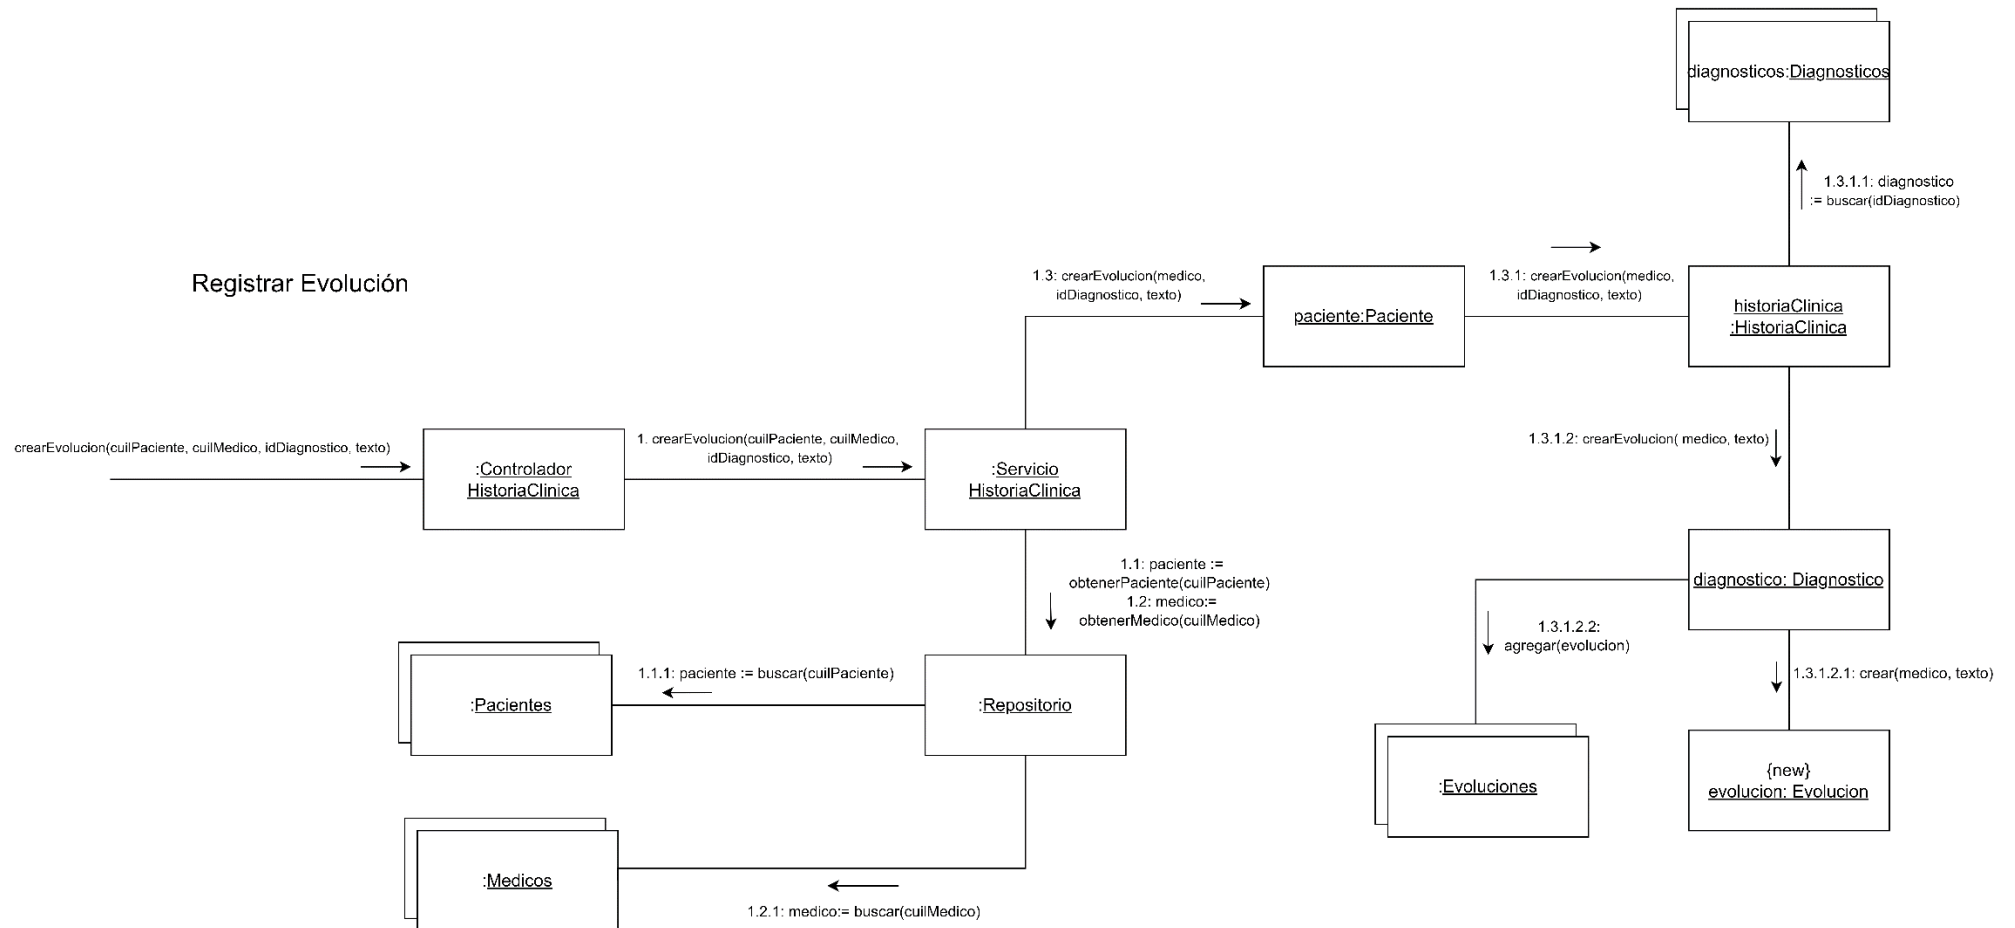 diagnosticos:Diagnosticos
1.3.1.1: diagnostico
:= buscar(idDiagnostico)
Registrar Evolución
1.3: crearEvolucion(medico,
idDiagnostico, texto)
paciente:Paciente
1.3.1: crearEvolucion(medico,
idDiagnostico, texto)
historiaClinica
:HistoriaClinica
crearEvolucion(cuilPaciente, cuilMedico, idDiagnostico, texto)
:Controlador
HistoriaClinica
1. crearEvolucion(cuilPaciente, cuilMedico,
idDiagnostico, texto)
:Servicio
HistoriaClinica
1.3.1.2: crearEvolucion( medico, texto)
1.1: paciente :=
obtenerPaciente(cuilPaciente)
1.2: medico:=
obtenerMedico(cuilMedico)
diagnostico: Diagnostico
1.3.1.2.2:
agregar(evolucion)
1.3.1.2.1: crear(medico, texto)
:Pacientes
1.1.1: paciente := buscar(cuilPaciente)
:Repositorio
:Evoluciones
{new}
evolucion: Evolucion
:Medicos
1.2.1: medico:= buscar(cuilMedico)